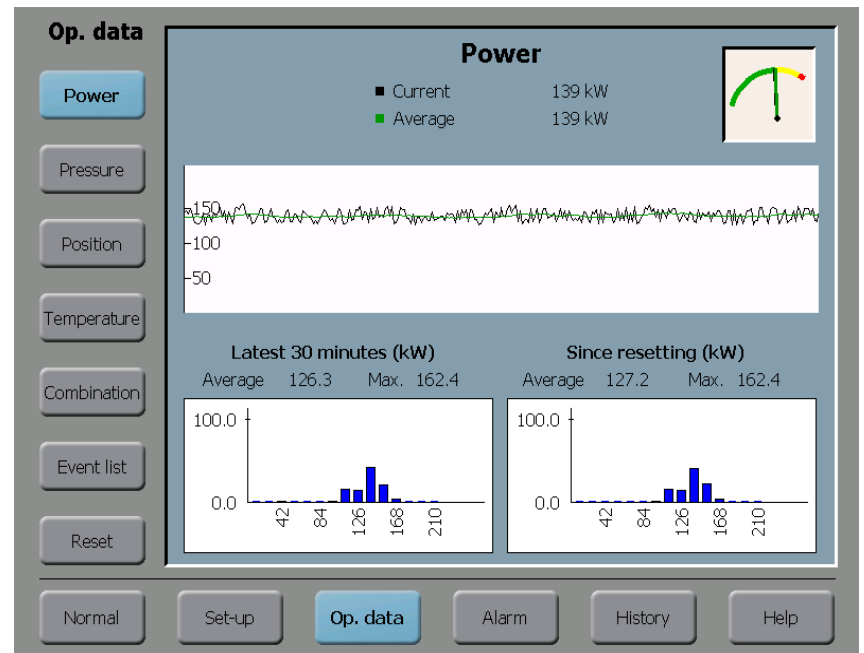 Op. data
Power
Pressure
Position
Temperature
Combination
Event list
Reset
Power
Current 139 kW
Average 139 kW
150
100
50
Latest 30 minutes (kW)
Average 126.3 Max. 162.4
100.0
0.0
42 84 126 168 210
Since resetting (kW)
Average 127.2 Max. 162.4
100.0
0.0
42 84 126 168 210
Normal Set-up Op. data Alarm History Help